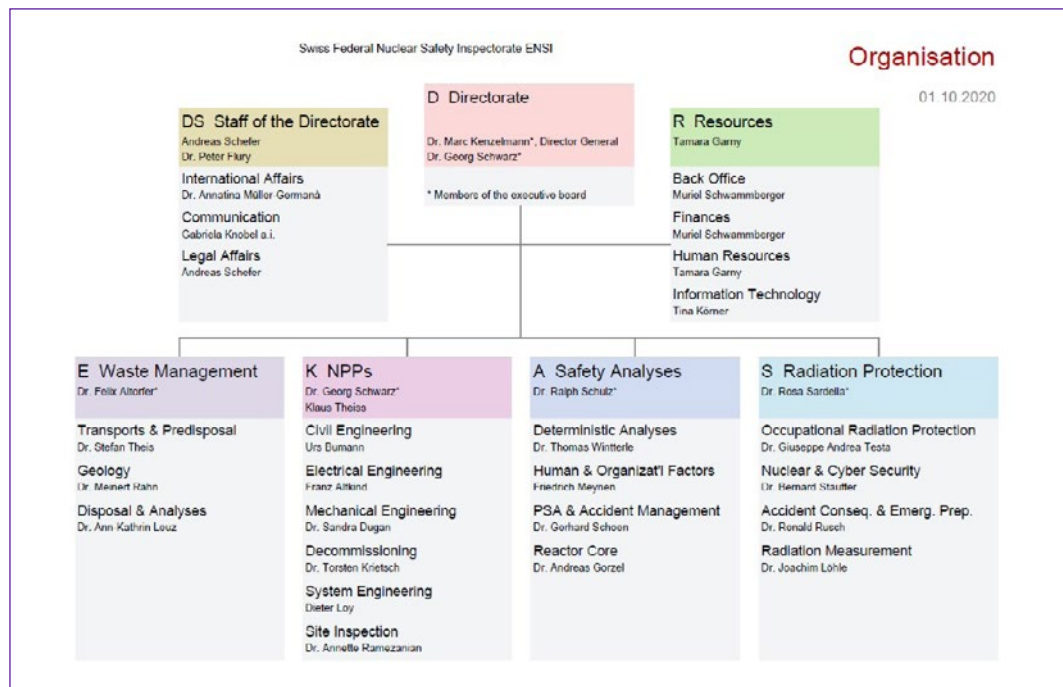 Swiss Federal Nuclear Safety Inspectorate ENSI
Organisation
01.10.2020
D Directorate
Dr. Marc Kenzelmann*, Director General
Dr. Georg Schwarz*
* Members of the executive board
DS Staff of the Directorate
Andreas Schefer
Dr. Peter Flury
International Affairs
Dr. Annatina Müller-Germanà
Communication
Gabriela Knobel a.i.
Legal Affairs
Andreas Schefer
R Resources
Tamara Garny
Back Office
Muriel Schwammberger
Finances
Muriel Schwammberger
Human Resources
Tamara Garny
Information Technology
Tina Körner
E Waste Management
Dr. Felix Altorfer*
Transports & Predisposal
Dr. Stefan Theis
Geology
Dr. Meinert Rahn
Disposal & Analyses
Dr. Ann-Kathrin Leuz
K NPPs
Dr. Georg Schwarz*
Klaus Theiss
Civil Engineering
Urs Bumann
Electrical Engineering
Franz Altkind
Mechanical Engineering
Dr. Sandra Dugan
Decommissioning
Dr. Torsten Krietsch
System Engineering
Dieter Loy
Site Inspection
Dr. Annette Ramezanian
A Safety Analyses
Dr. Ralph Schulz*
Deterministic Analyses
Dr. Thomas Wintterle
Human & Organizat'l Factors
Friedrich Meynen
PSA & Accident Management
Dr. Gerhard Schoen
Reactor Core
Dr. Andreas Gorzel
S Radiation Protection
Dr. Rosa Sardella*
Occupational Radiation Protection
Dr. Giuseppe Andrea Testa
Nuclear & Cyber Security
Dr. Bernard Stauffer
Accident Conseq. & Emerg. Prep.
Dr. Ronald Rusch
Radiation Measurement
Dr. Joachim Löhle